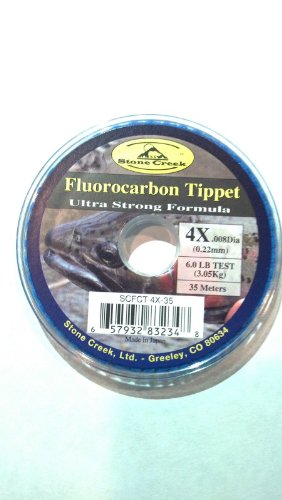 Stone Creek
Fluorocarbon Tippet
Ultra Strong Formula
4X .008Dia
(0.22mm)
6.0 LB TEST
(3.05Kg)
35 Meters
SCFCT 4X-35
6 57932 83234 8
Made in Japan
Stone Creek, Ltd. - Greeley, CO 80634